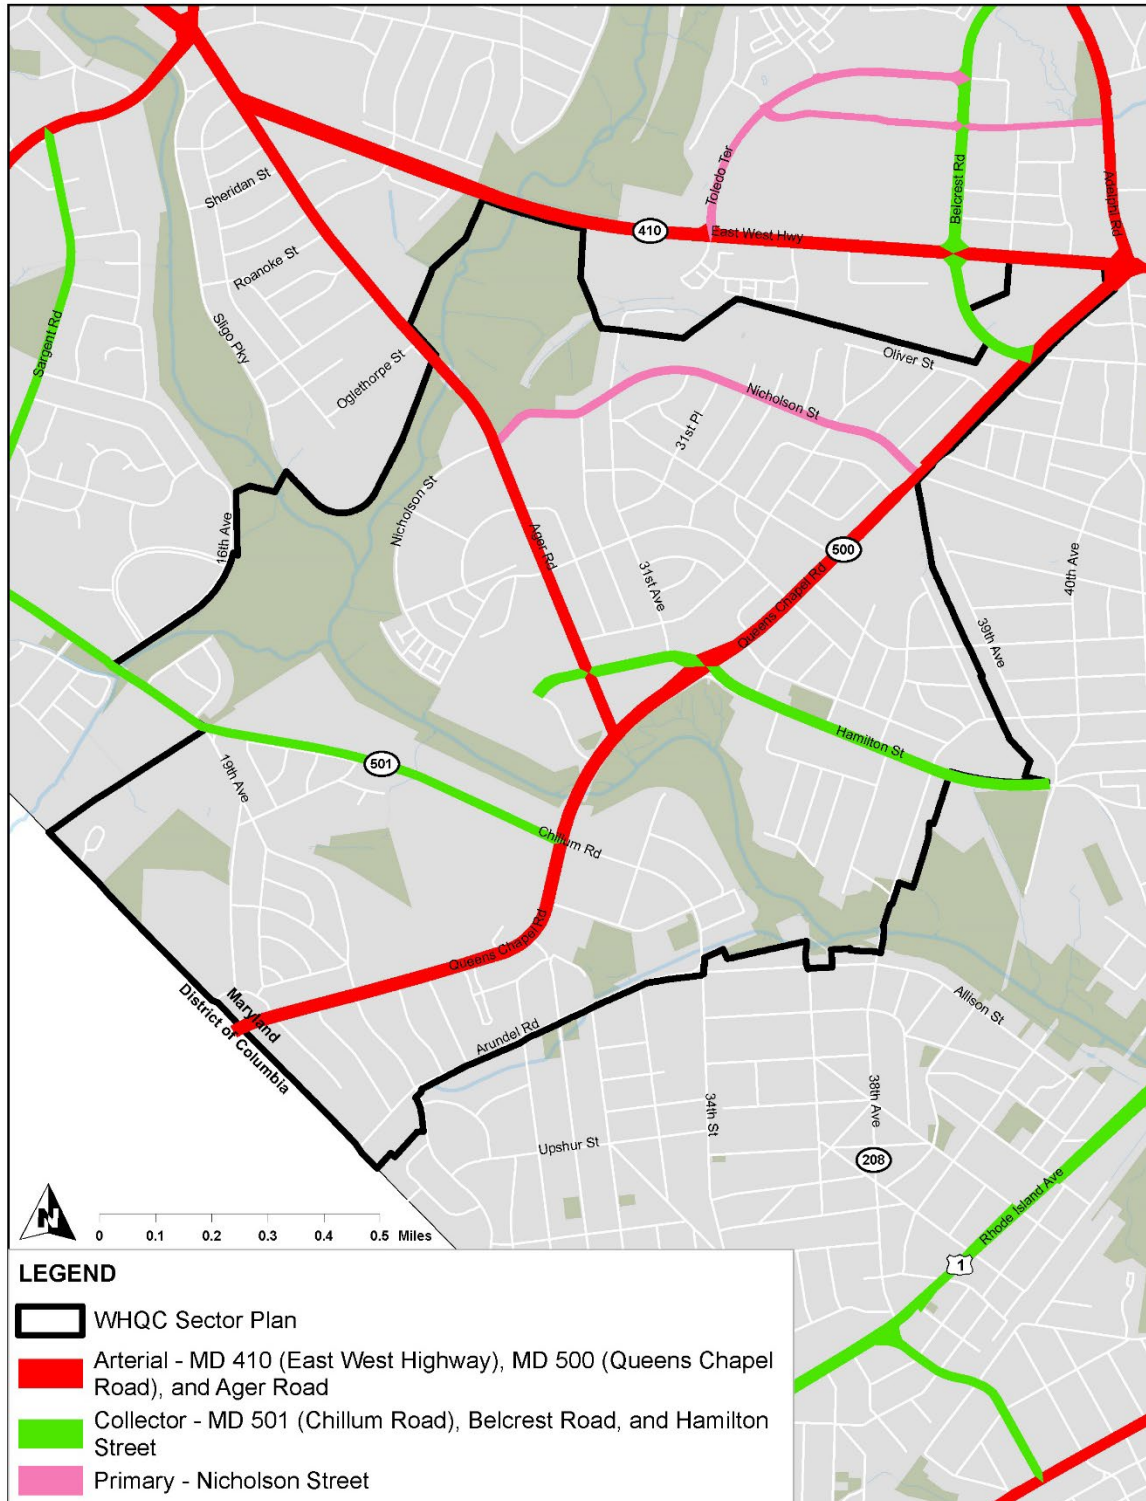 Sheridan St
Roanoke St
Sligo Pky
Oglethorpe St
Sargent Rd
16th Ave
Toledo Ter
Belcrest Rd
Adelphi Rd
410
East West Hwy
Oliver St
Nicholson St
31st Pl
Nicholson St
Ager Rd
31st Ave
500
Queens Chapel Rd
40th Ave
39th Ave
Hamilton St
501
19th Ave
Chillum Rd
Queens Chapel Rd
Maryland
District of Columbia
Arundel Rd
Allison St
38th Ave
34th St
Upshur St
208
Rhode Island Ave
1
N
0 0.1 0.2 0.3 0.4 0.5 Miles
LEGEND
WHQC Sector Plan
Arterial - MD 410 (East West Highway), MD 500 (Queens Chapel
Road), and Ager Road
Collector - MD 501 (Chillum Road), Belcrest Road, and Hamilton
Street
Primary - Nicholson Street